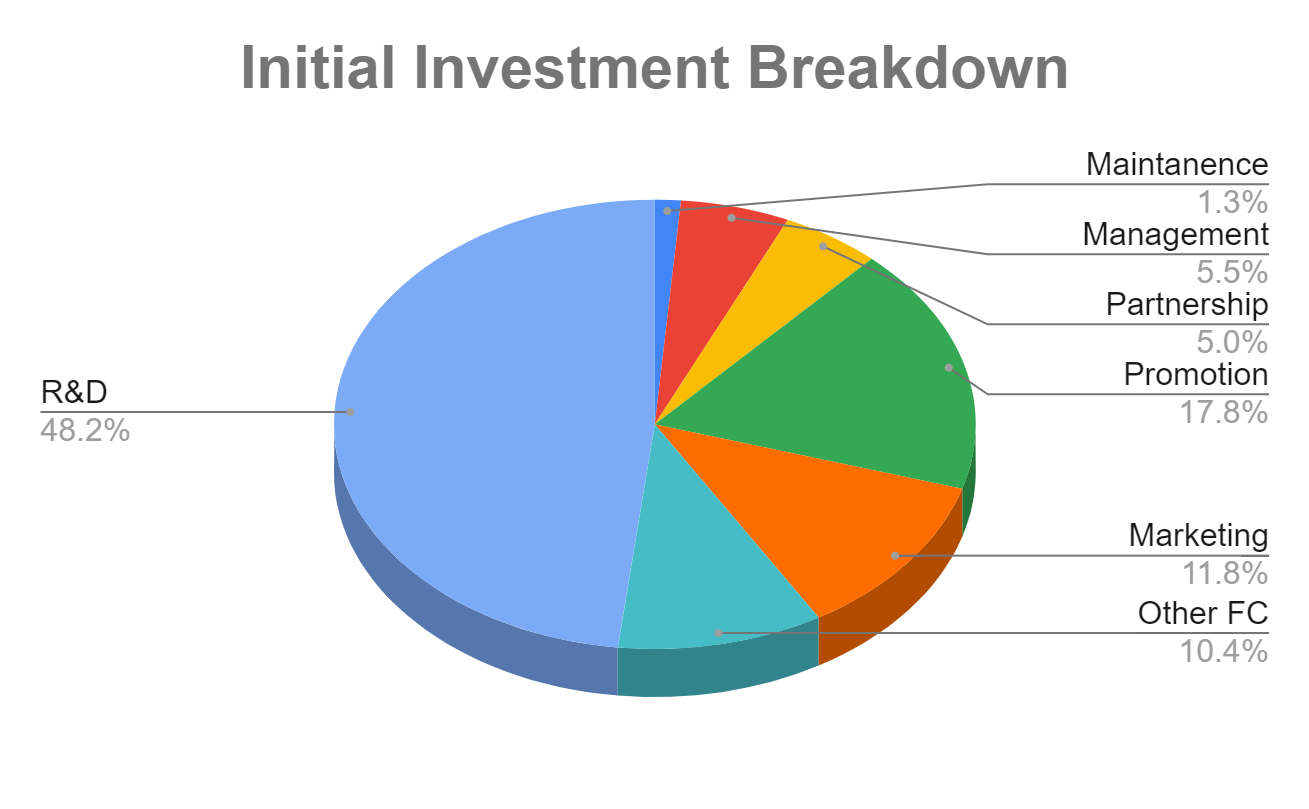 Initial Investment Breakdown
Maintanence
1.3%
Management
5.5%
Partnership
5.0%
Promotion
17.8%
R&D
48.2%
Marketing
11.8%
Other FC
10.4%